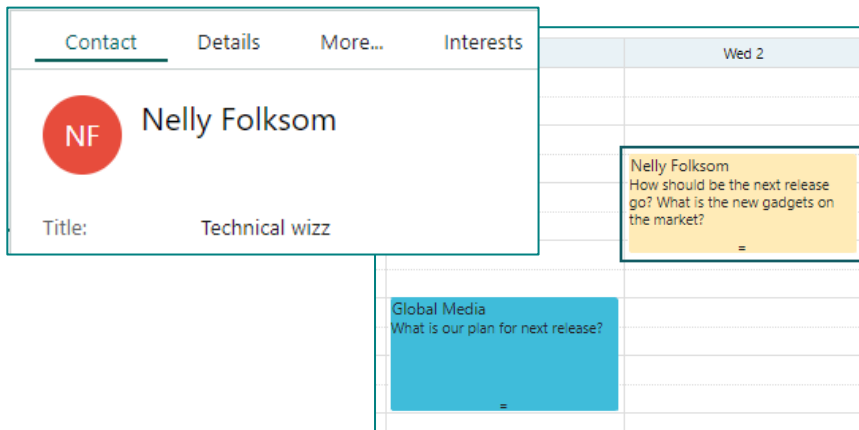 Contact Details More... Interests
NF
Nelly Folksom
Title: Technical wizz
Wed 2
Nelly Folksom
How should be the next release
go? What is the new gadgets on
the market?
=
Global Media
What is our plan for next release?
=